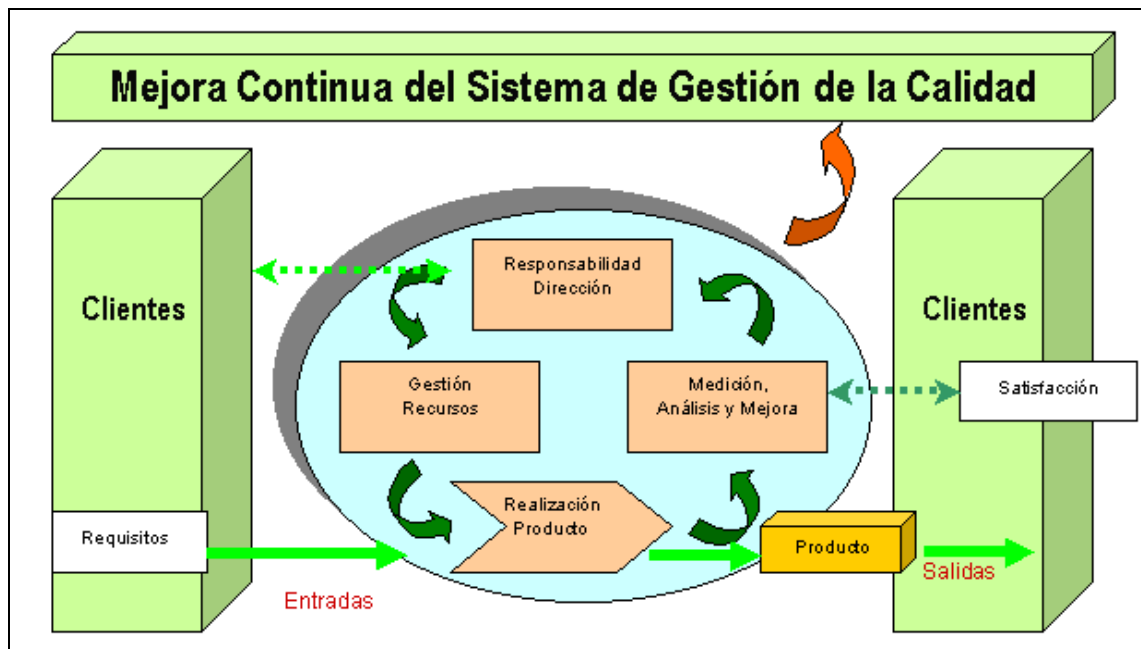 Mejora Continua del Sistema de Gestión de la Calidad
Clientes
Responsabilidad
Dirección
Clientes
Gestión
Recursos
Medición,
Análisis y Mejora
Satisfacción
Requisitos
Realización
Producto
Producto
Entradas
Salidas